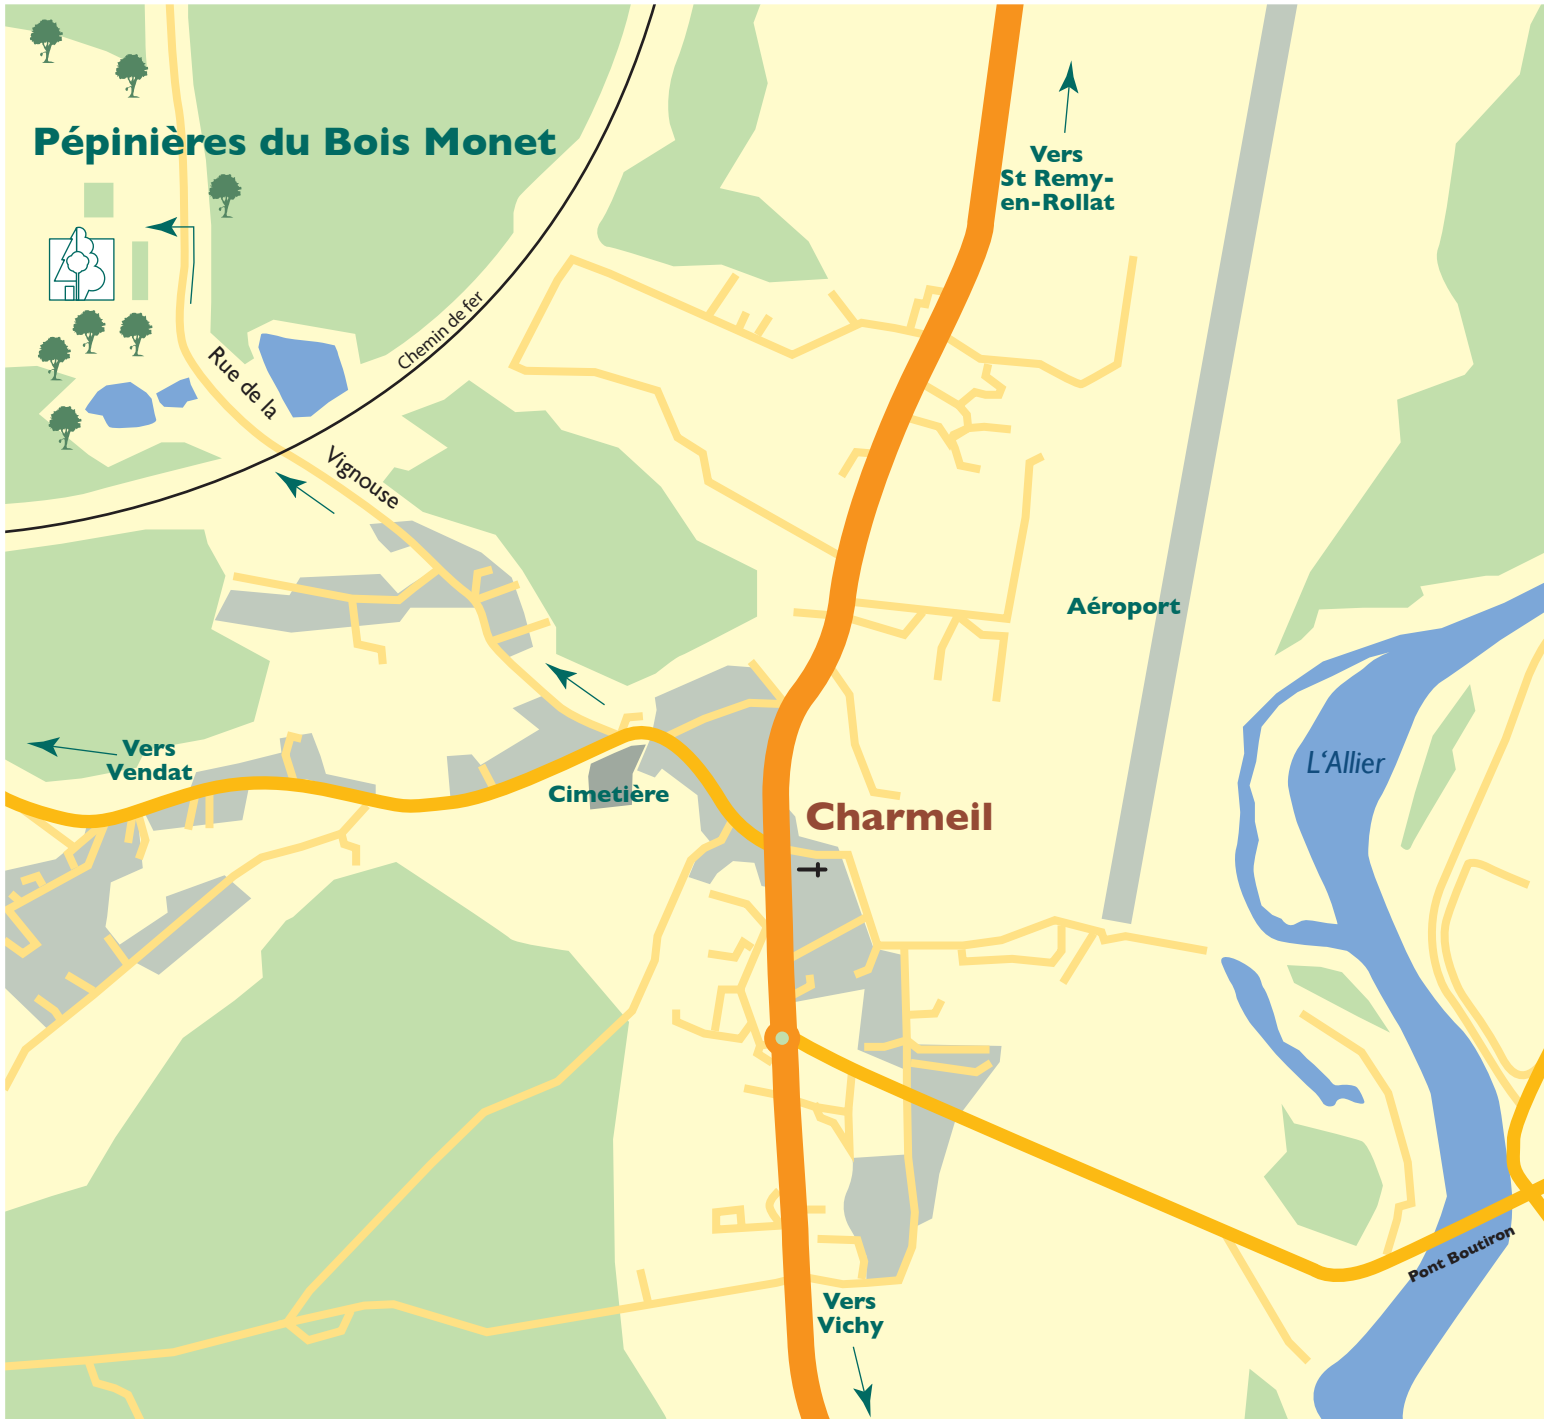 Pépinières du Bois Monet
Vers
St Remy-
en-Rollat
Chemin de fer
Rue de la
Vignouse
Aéroport
Vers
Vendat
L'Allier
Cimetière
Charmeil
Pont Boutiron
Vers
Vichy